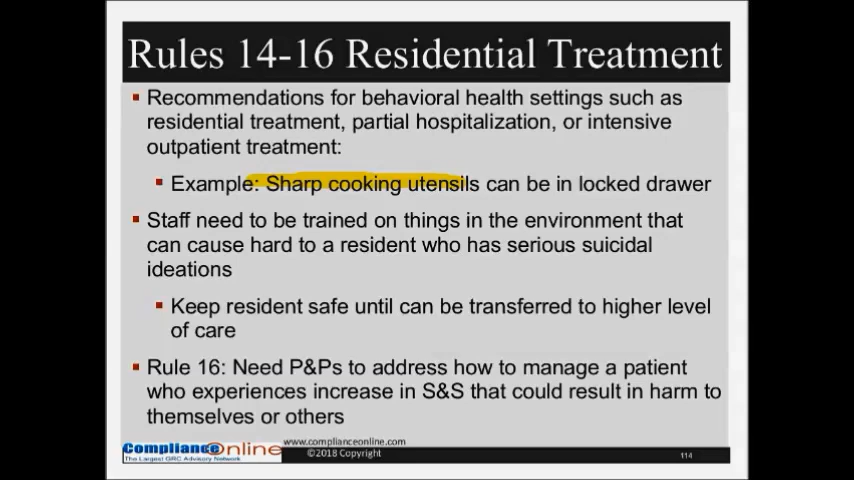 Rules 14-16 Residential Treatment
Recommendations for behavioral health settings such as
residential treatment, partial hospitalization, or intensive
outpatient treatment:
Example: Sharp cooking utensils can be in locked drawer
Staff need to be trained on things in the environment that
can cause hard to a resident who has serious suicidal
ideations
Keep resident safe until can be transferred to higher level
of care
Rule 16: Need P&Ps to address how to manage a patient
who experiences increase in S&S that could result in harm to
themselves or others
ComplianceOnline
The Largest GRC Advisory Network
www.complianceonline.com
©2018 Copyright
114